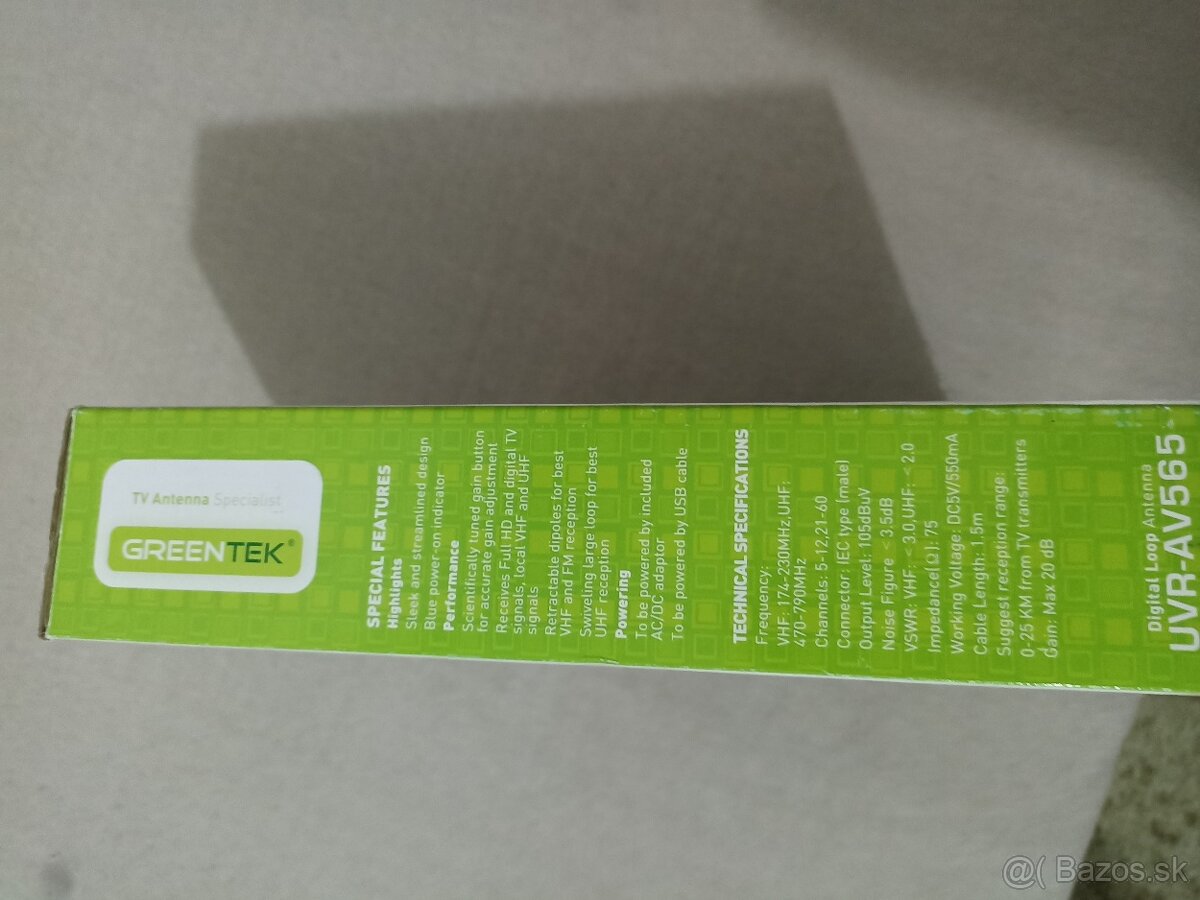 TV Antenna Specialist
GREENTEK®
SPECIAL FEATURES
Highlights
Sleek and streamlined design
Blue power-on indicator
Performance
Scientifically tuned gain button
for accurate gain adjustment
Receives Full HD and digital TV
signals, local VHF and UHF
signals
Retractable dipoles for best
VHF and FM reception
Swiveling large loop for best
UHF reception
Powering
To be powered by included
AC/DC adaptor
To be powered by USB cable
TECHNICAL SPECIFICATIONS
Frequency:
VHF: 174-230MHz,UHF:
470-790MHz
Channels: 5-12,21-60
Connector: IEC type (male)
Output Level: 105dBuV
Noise Figure < 3.5dB
VSWR: VHF: < 3.0,UHF: < 2.0
Impedance(Ω): 75
Working Voltage : DC5V/550mA
Cable Length: 1.5m
Suggest reception range:
0-25 KM from TV transmitters
Gain: Max 20 dB
Digital Loop Antenna
UVR-AV565
@( Bazos.sk